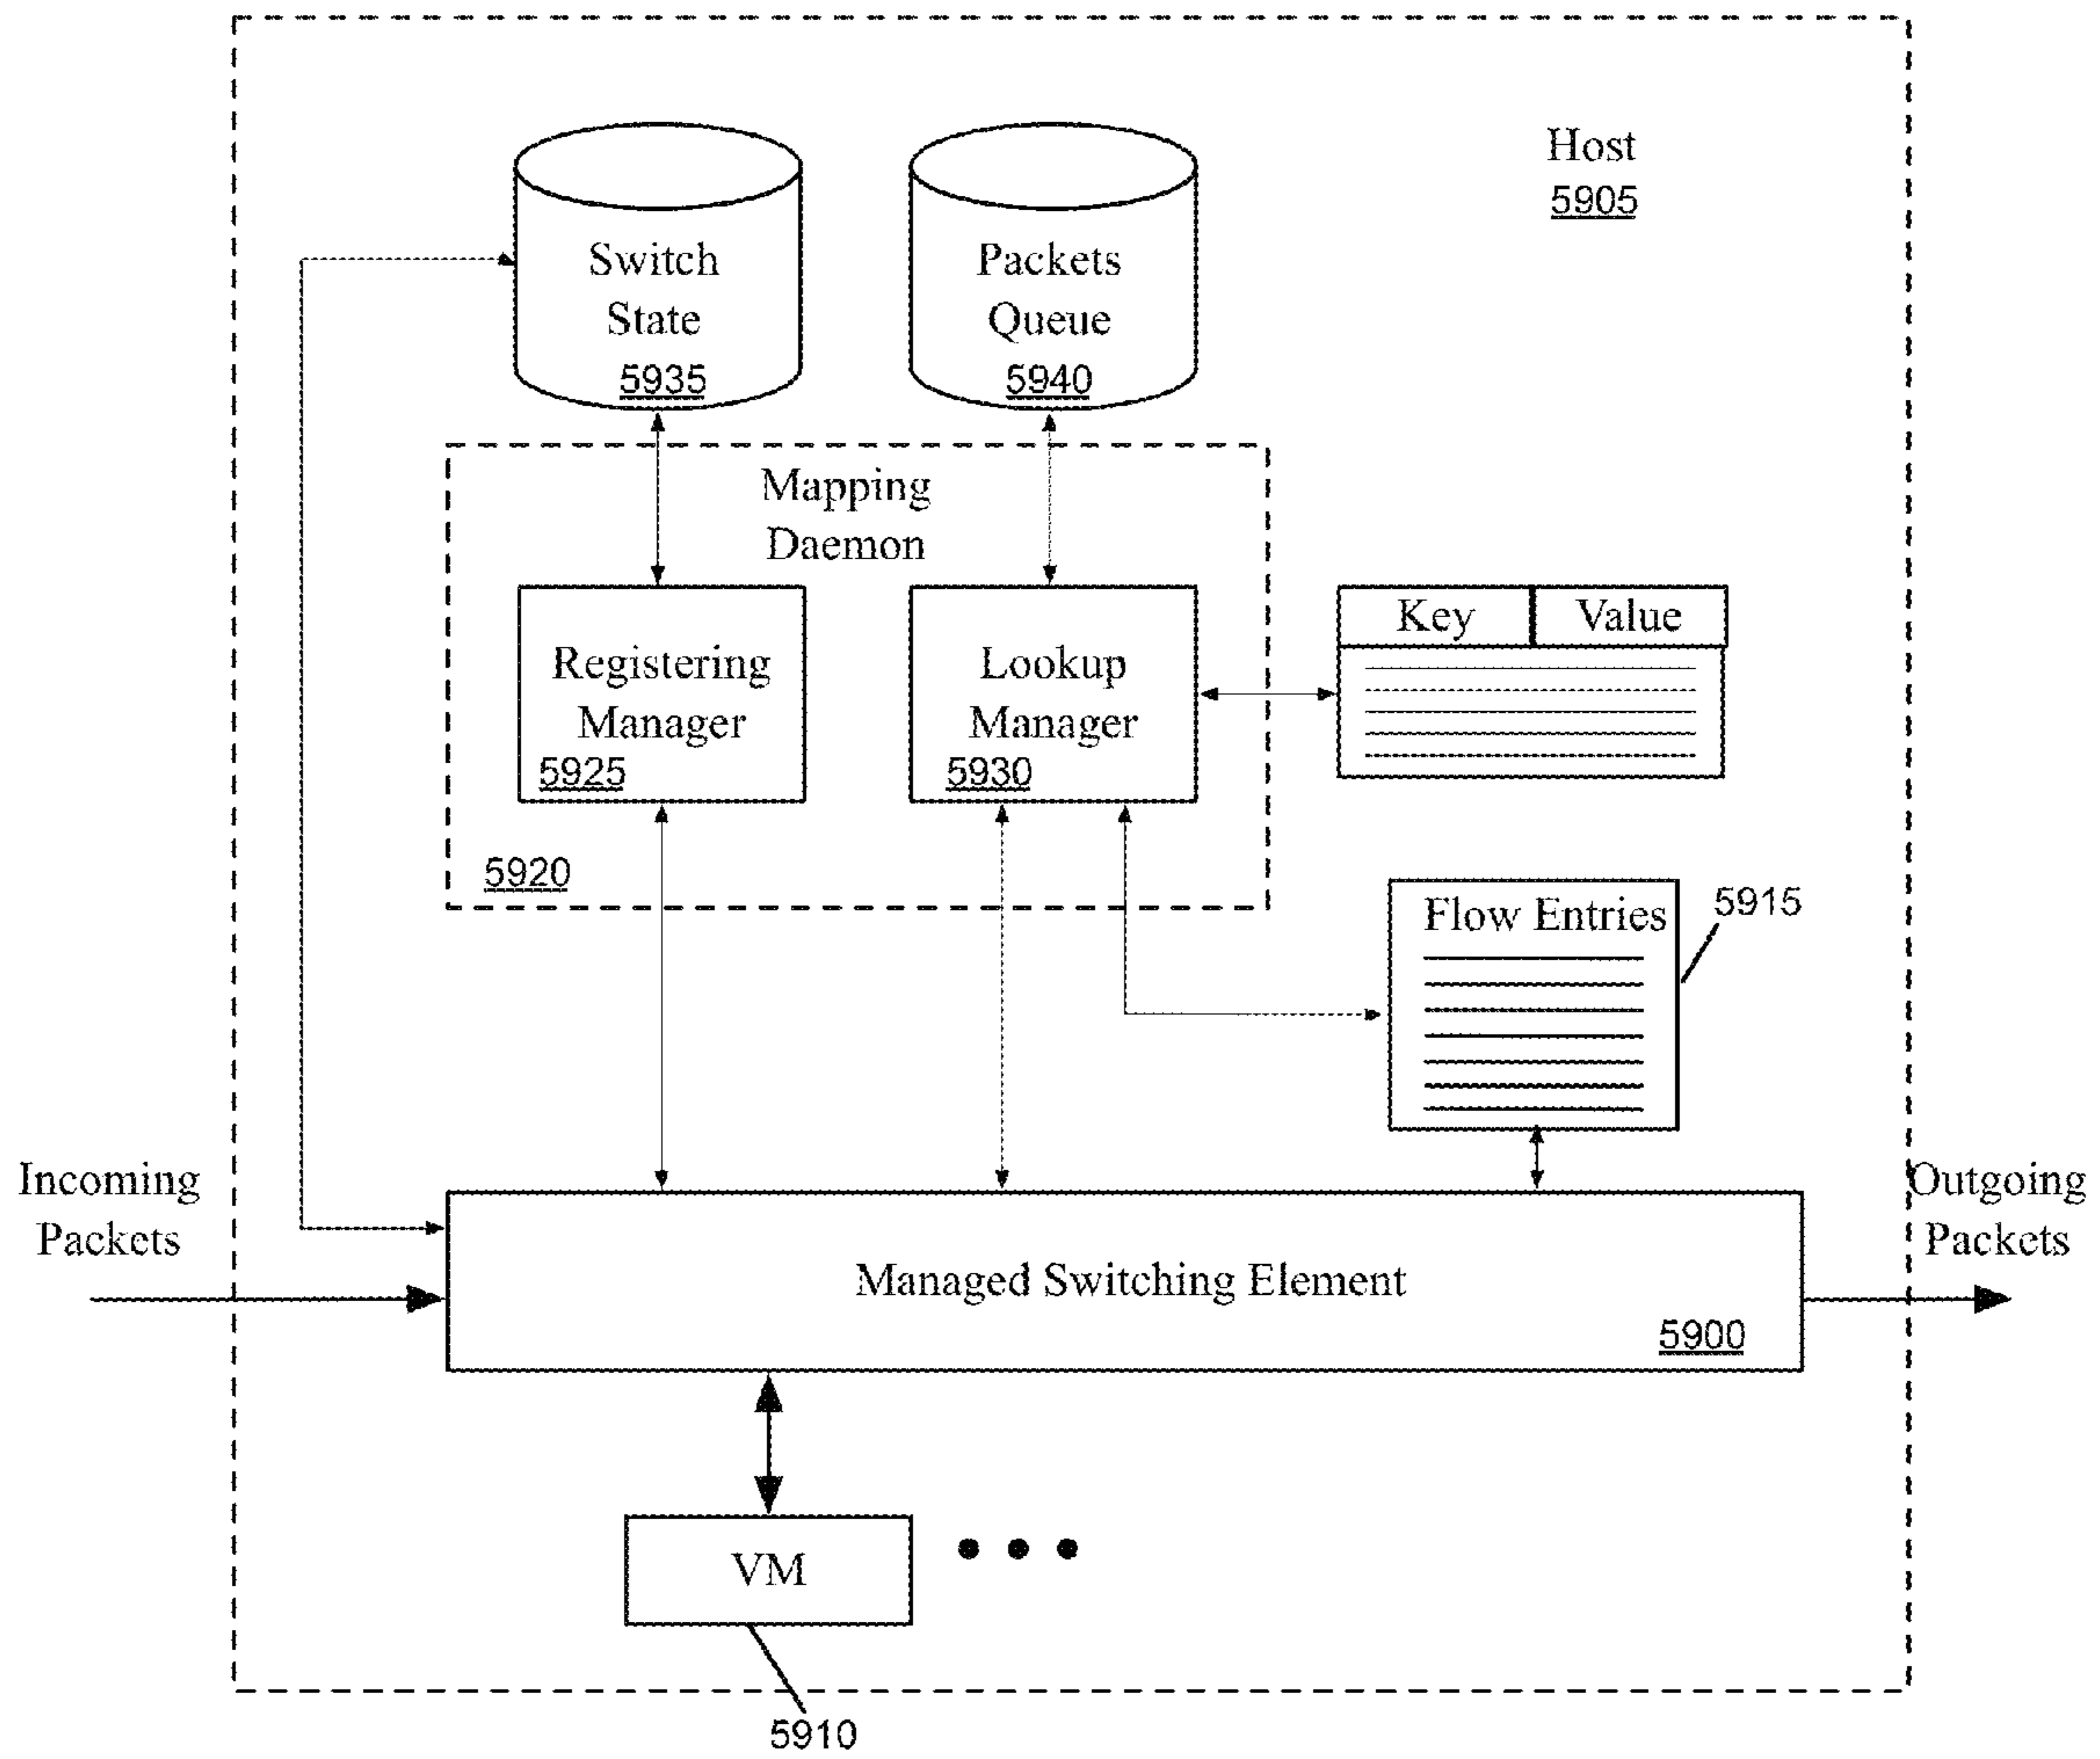 Host
5905
Switch
State
5935
Packets
Queue
5940
Mapping
Daemon
Registering
Manager
5925
Lookup
Manager
5930
Key Value
5920
Flow Entries
5915
Incoming
Packets
Outgoing
Packets
Managed Switching Element
5900
VM
5910